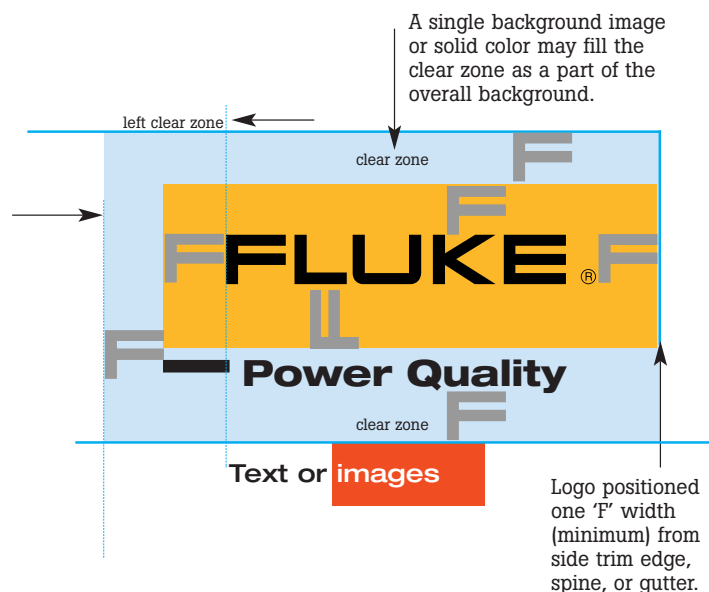 A single background image
or solid color may fill the
clear zone as a part of the
overall background.
left clear zone
clear zone
F
F
F FLUKE® F
F
F
Power Quality
F
clear zone
Text or images
Logo positioned
one ‘F’ width
(minimum) from
side trim edge,
spine, or gutter.